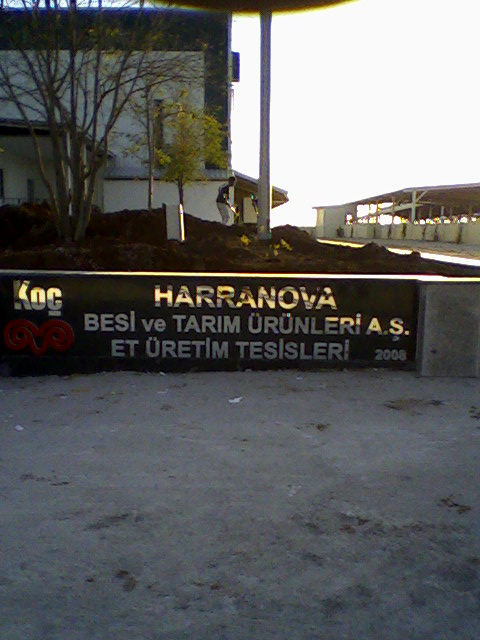 Koç
HARRANOVA
BESİ ve TARIM ÜRÜNLERİ A.Ş.
ET ÜRETİM TESİSLERİ 2008